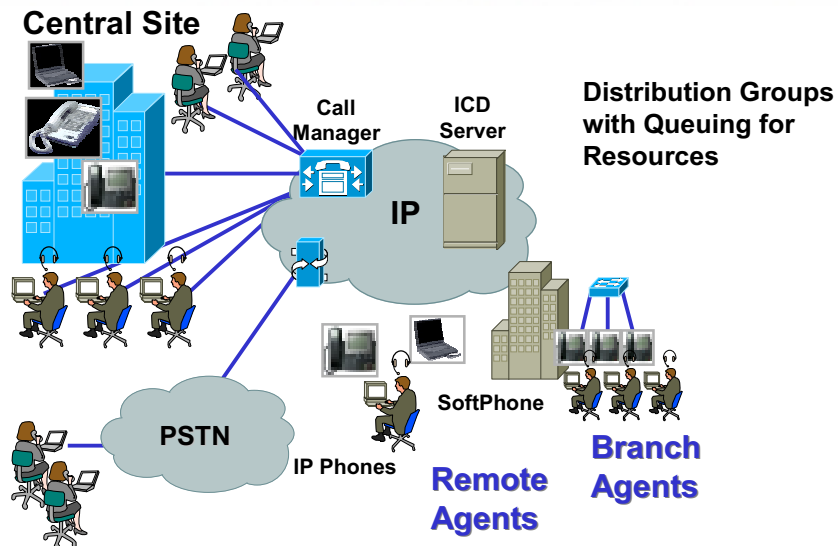 Central Site
Call
Manager
ICD
Server
Distribution Groups
with Queuing for
Resources
IP
PSTN
IP Phones
SoftPhone
Remote
Agents
Branch
Agents